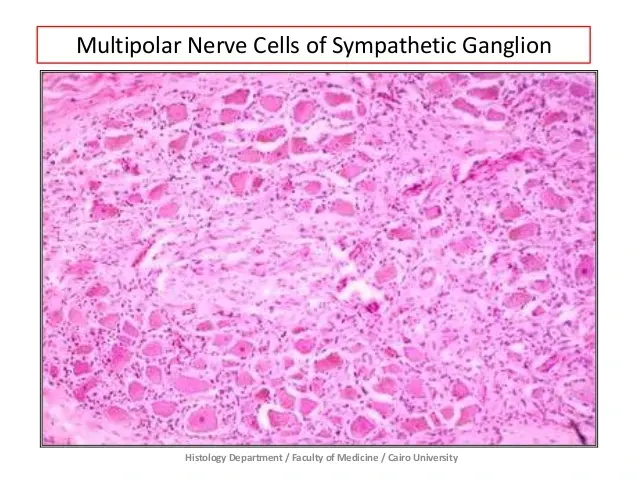 Multipolar Nerve Cells of Sympathetic Ganglion
Histology Department / Faculty of Medicine / Cairo University